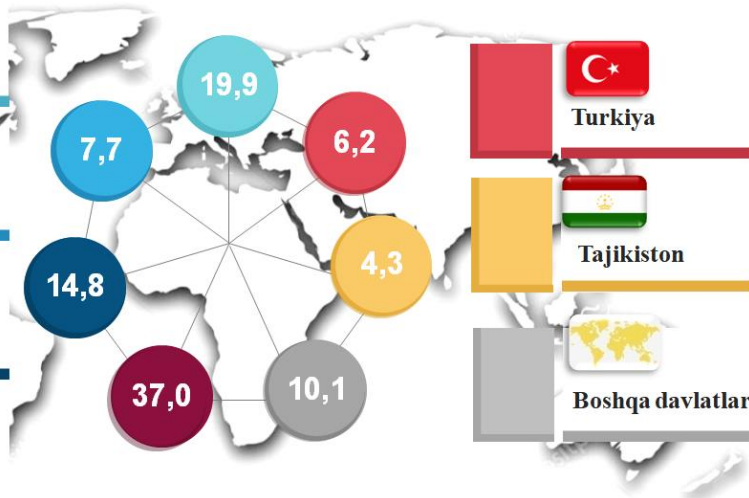 19,9
7,7
6,2
14,8
4,3
37,0
10,1
Turkiya
Tajikiston
Boshqa davlatlar